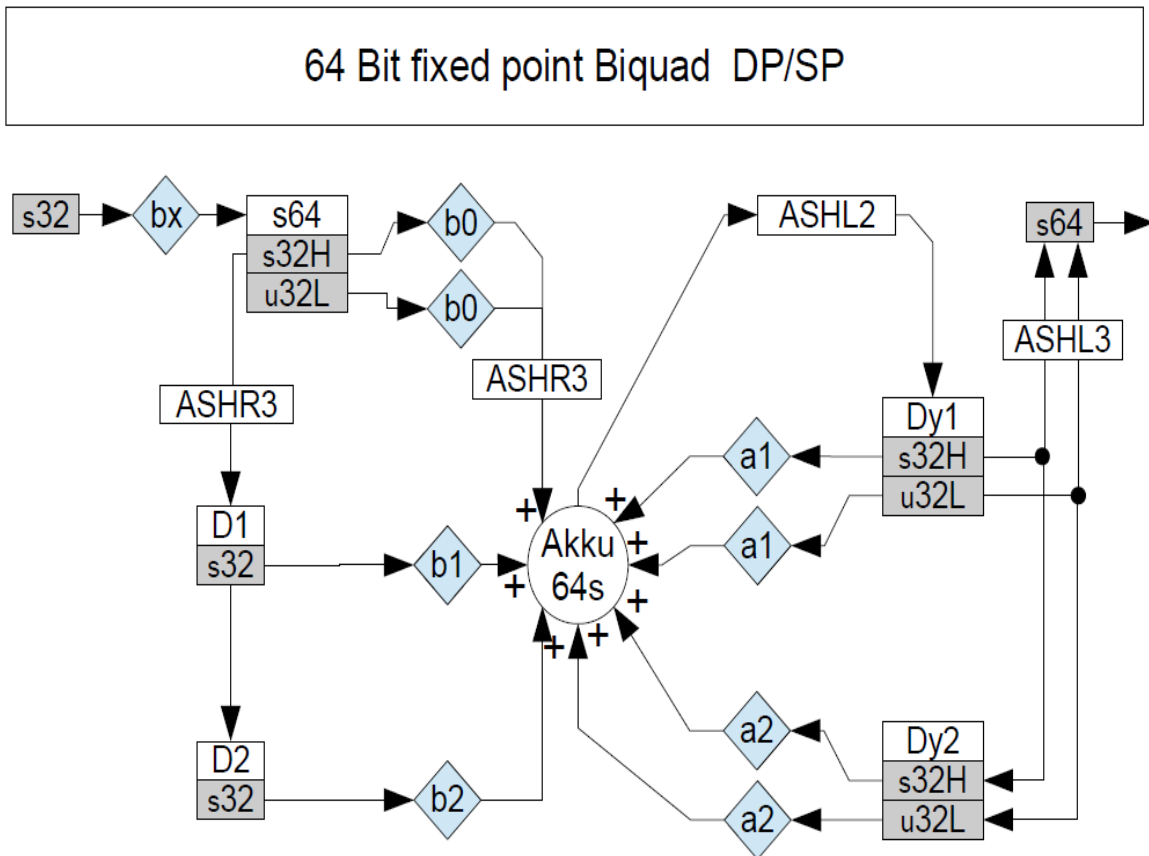 64 Bit fixed point Biquad DP/SP
s32
bx
s64
s32H
u32L
b0
b0
ASHR3
ASHR3
ASHL2
s64
ASHL3
Dy1
s32H
u32L
a1
a1
D1
s32
b1
Akku
64s
+
+
+
+
+
+
+
D2
s32
b2
a2
a2
Dy2
s32H
u32L